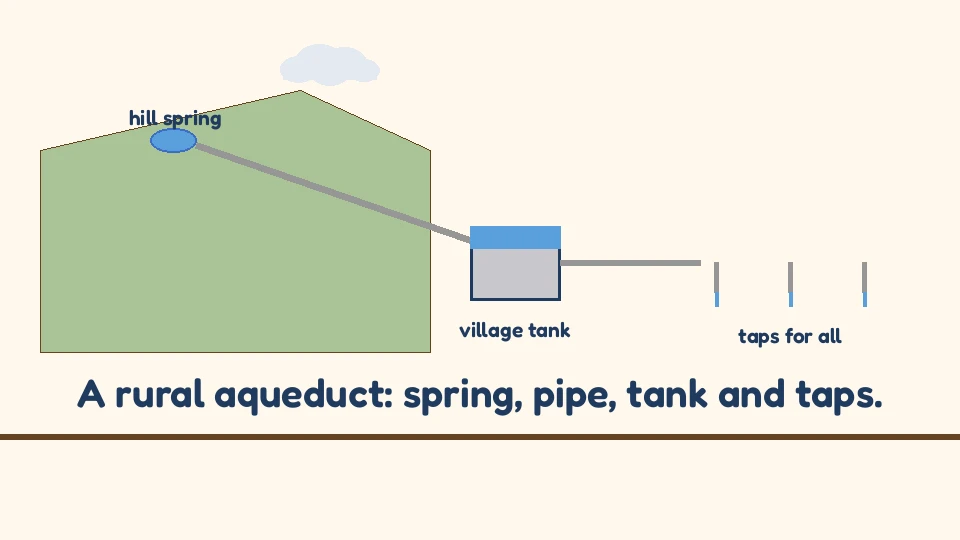 hill spring
village tank
taps for all
A rural aqueduct: spring, pipe, tank and taps.